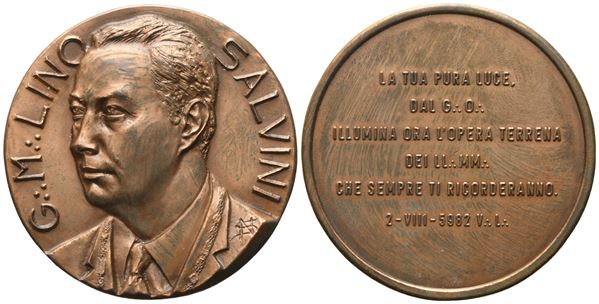 G∴M∴LINO SALVINI
LA TUA PURA LUCE,
DAL G∴O∴
ILLUMINA ORA L'OPERA TERRENA
DEI LL∴MM∴
CHE SEMPRE TI RICORDERANNO.
2-VIII-5982 V∴L∴